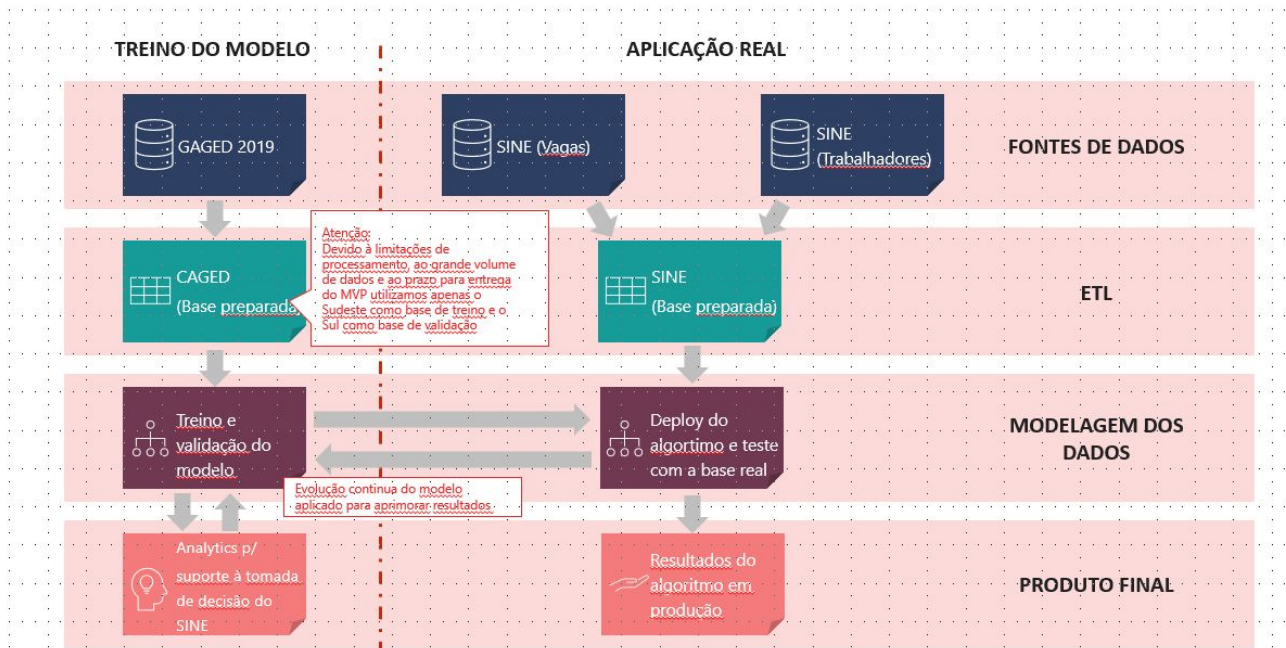 TREINO DO MODELO
APLICAÇÃO REAL
GAGED 2019
SINE (Vagas)
SINE
(Trabalhadores)
FONTES DE DADOS
CAGED
(Base preparada)
Atenção:
Devido à limitações de
processamento, ao grande volume
de dados e ao prazo para entrega
do MVP utilizamos apenas o
Sudeste como base de treino e o
Sul como base de validação
SINE
(Base preparada)
ETL
Treino e
validação do
modelo
Deploy do
algortimo e teste
com a base real
MODELAGEM DOS
DADOS
Evolução continua do modelo
aplicado para aprimorar resultados
Analytics p/
suporte à tomada
de decisão do
SINE
Resultados do
algoritmo em
produção
PRODUTO FINAL